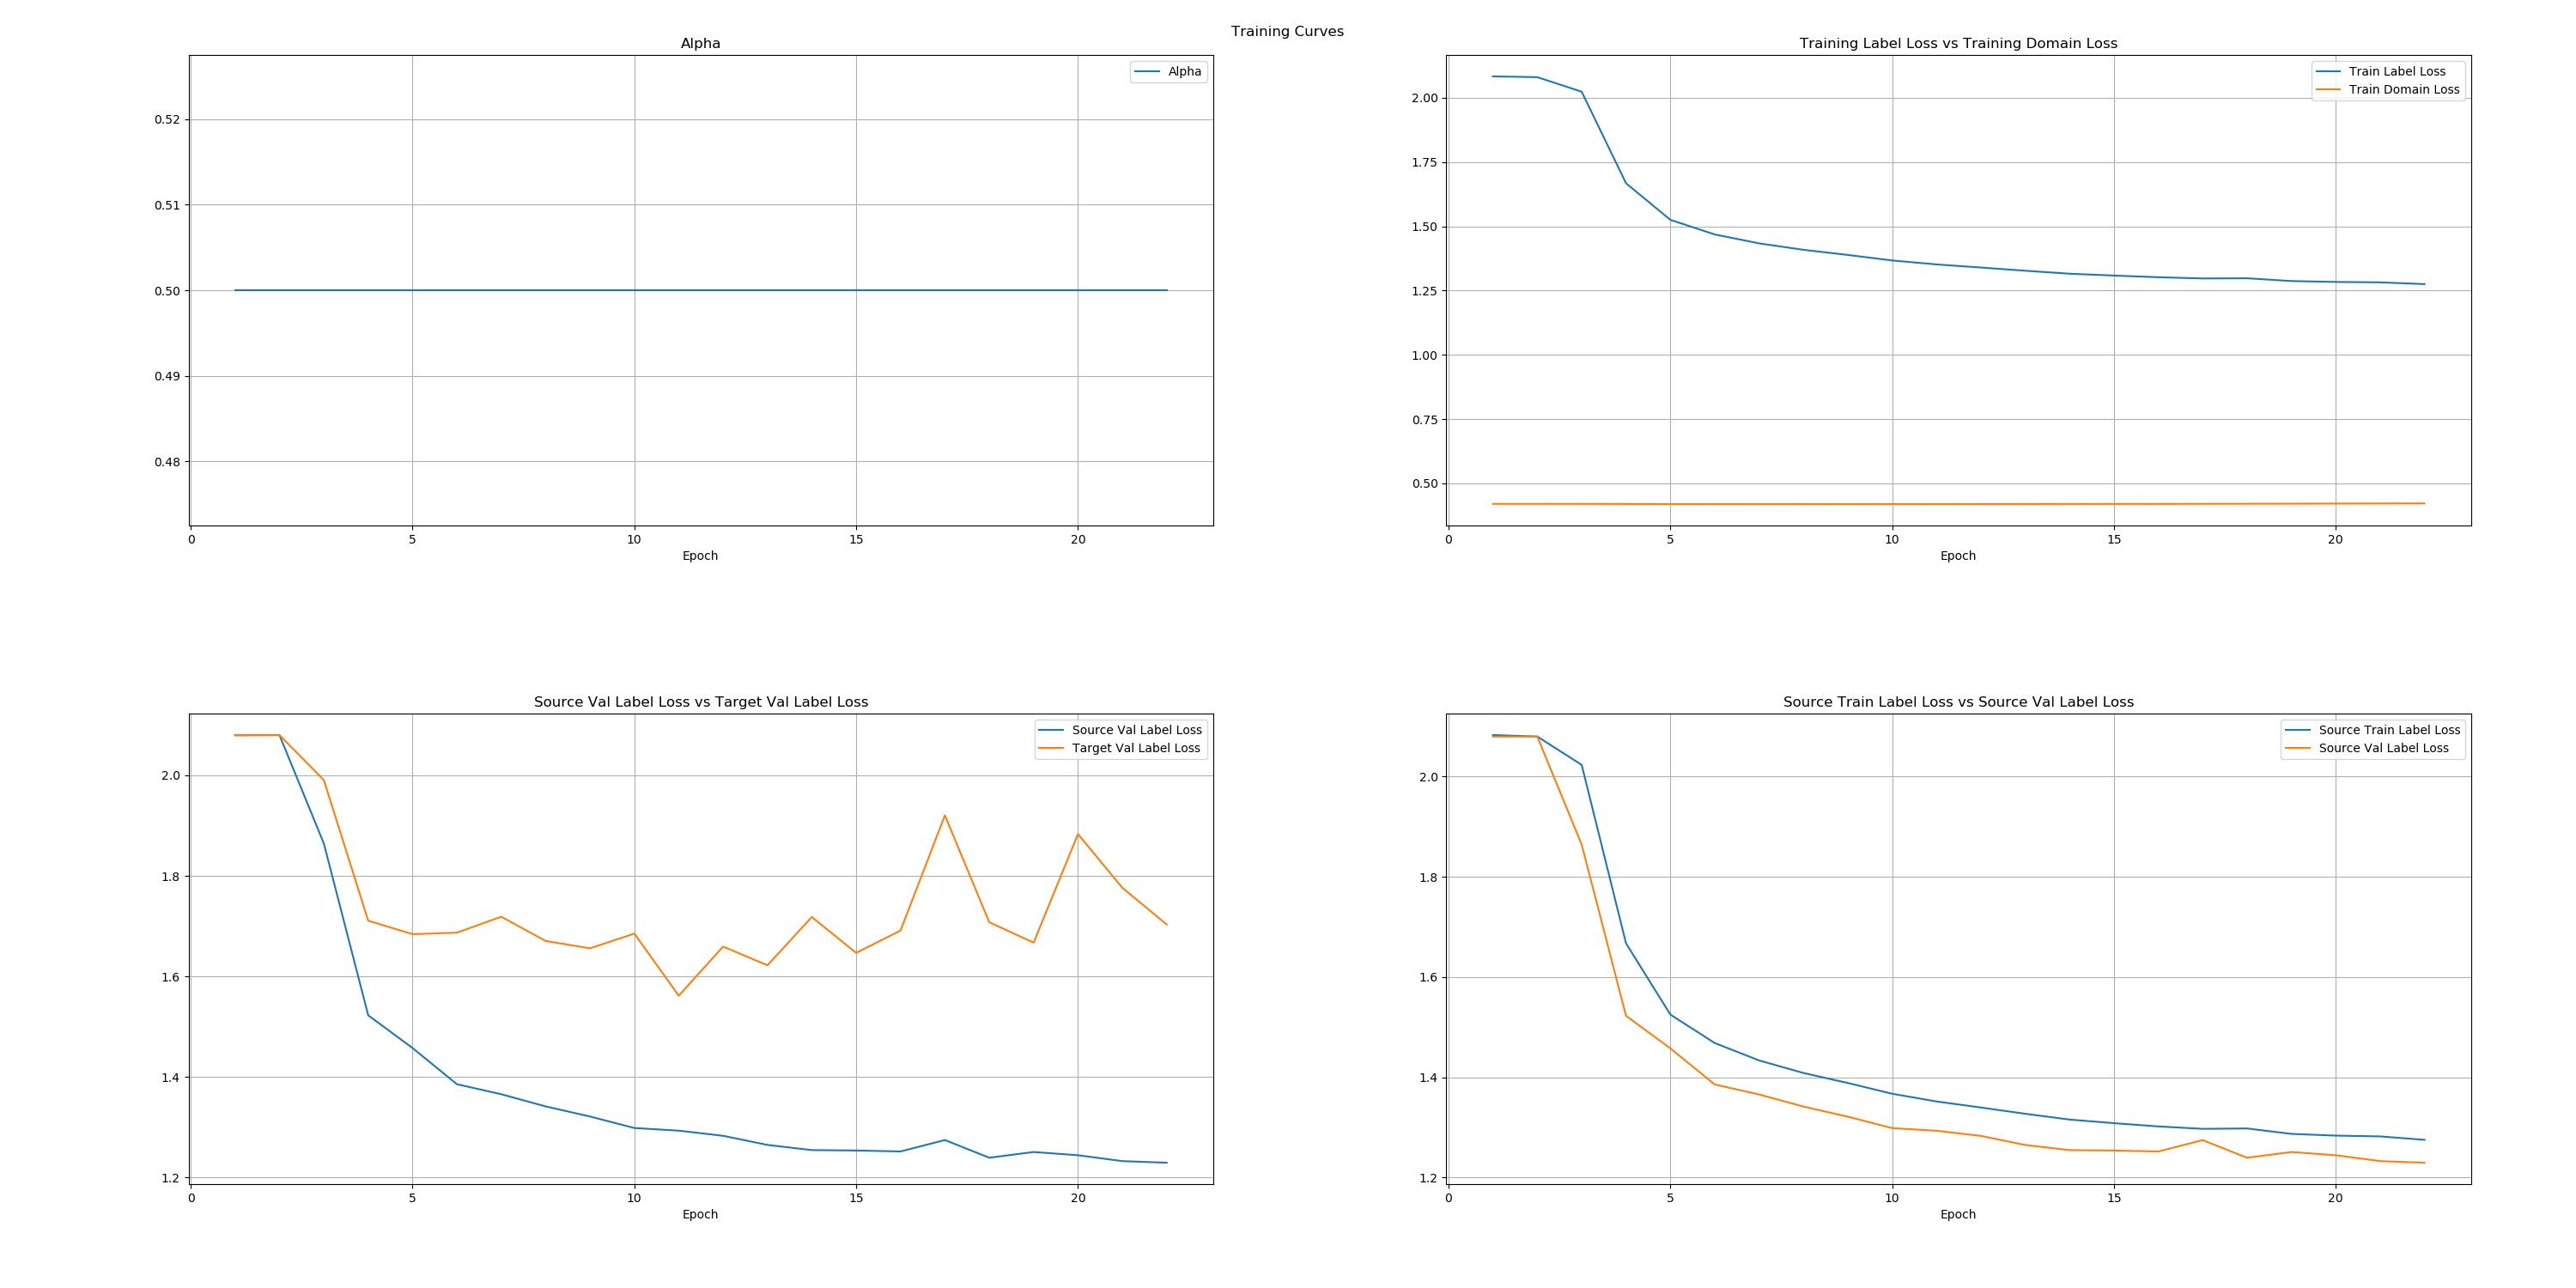 Training Curves
Alpha
Alpha
0.52
0.51
0.50
0.49
0.48
0 5 10 15 20
Epoch
Training Label Loss vs Training Domain Loss
Train Label Loss
Train Domain Loss
2.00
1.75
1.50
1.25
1.00
0.75
0.50
0 5 10 15 20
Epoch
Source Val Label Loss vs Target Val Label Loss
Source Val Label Loss
Target Val Label Loss
2.0
1.8
1.6
1.4
1.2
0 5 10 15 20
Epoch
Source Train Label Loss vs Source Val Label Loss
Source Train Label Loss
Source Val Label Loss
2.0
1.8
1.6
1.4
1.2
0 5 10 15 20
Epoch